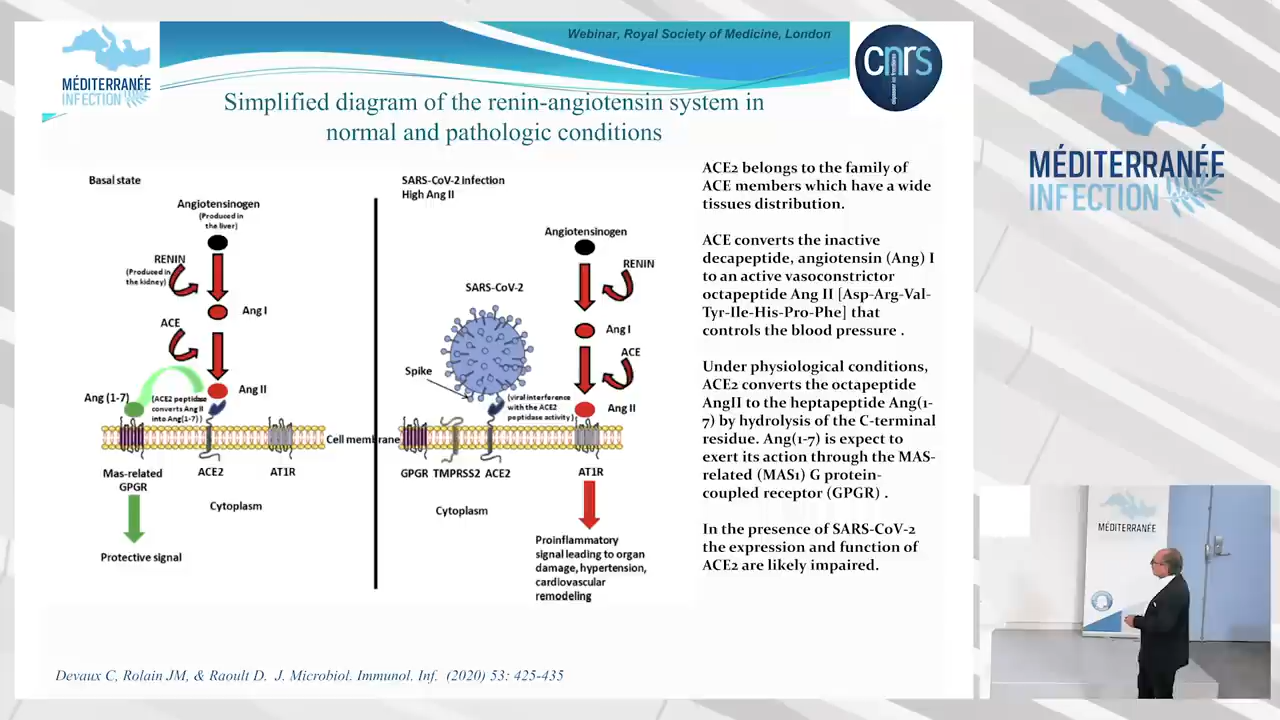 Webinar, Royal Society of Medicine, London
MÉDITERRANÉE
INFECTION
cnrs
Simplified diagram of the renin-angiotensin system in
normal and pathologic conditions
Basal state
Angiotensinogen
(Produced in
the liver)
RENIN
(Produced in
the kidney)
Ang I
ACE
Ang II
Ang (1-7)
(ACE2 peptidase
converts Ang II
into Ang(1-7) )
Cell membrane
Mas-related
GPGR
ACE2
AT1R
Cytoplasm
Protective signal
SARS-CoV-2 Infection
High Ang II
Angiotensinogen
RENIN
SARS-CoV-2
Ang I
ACE
Spike
(viral interference
with the ACE2
peptidase activity )
Ang II
GPGR TMPRSS2 ACE2
AT1R
Cytoplasm
Proinflammatory
signal leading to organ
damage, hypertension,
cardiovascular
remodeling
ACE2 belongs to the family of
ACE members which have a wide
tissues distribution.
ACE converts the inactive
decapeptide, angiotensin (Ang) I
to an active vasoconstrictor
octapeptide Ang II [Asp-Arg-Val-
Tyr-Ile-His-Pro-Phe] that
controls the blood pressure .
Under physiological conditions,
ACE2 converts the octapeptide
AngII to the heptapeptide Ang(1-
7) by hydrolysis of the C-terminal
residue. Ang(1-7) is expect to
exert its action through the MAS-
related (MAS1) G protein-
coupled receptor (GPGR) .
In the presence of SARS-CoV-2
the expression and function of
ACE2 are likely impaired.
Devaux C, Rolain JM, & Raoult D. J. Microbiol. Immunol. Inf. (2020) 53: 425-435
MÉDITERRANÉE
INFECTION
MÉDITERRANÉE